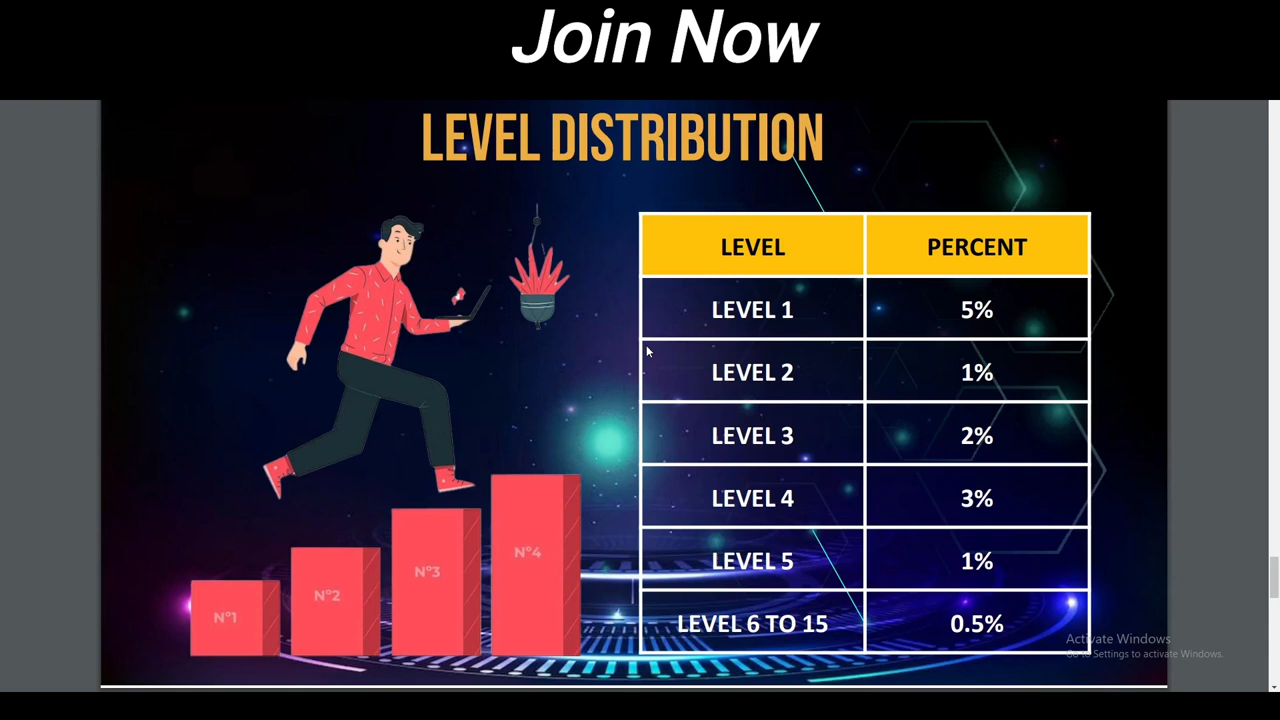 Join Now
LEVEL DISTRIBUTION
LEVEL PERCENT
LEVEL 1 5%
LEVEL 2 1%
LEVEL 3 2%
LEVEL 4 3%
LEVEL 5 1%
LEVEL 6 TO 15 0.5%
N°1
N°2
N°3
N°4
Activate Windows
Go to Settings to activate Windows.